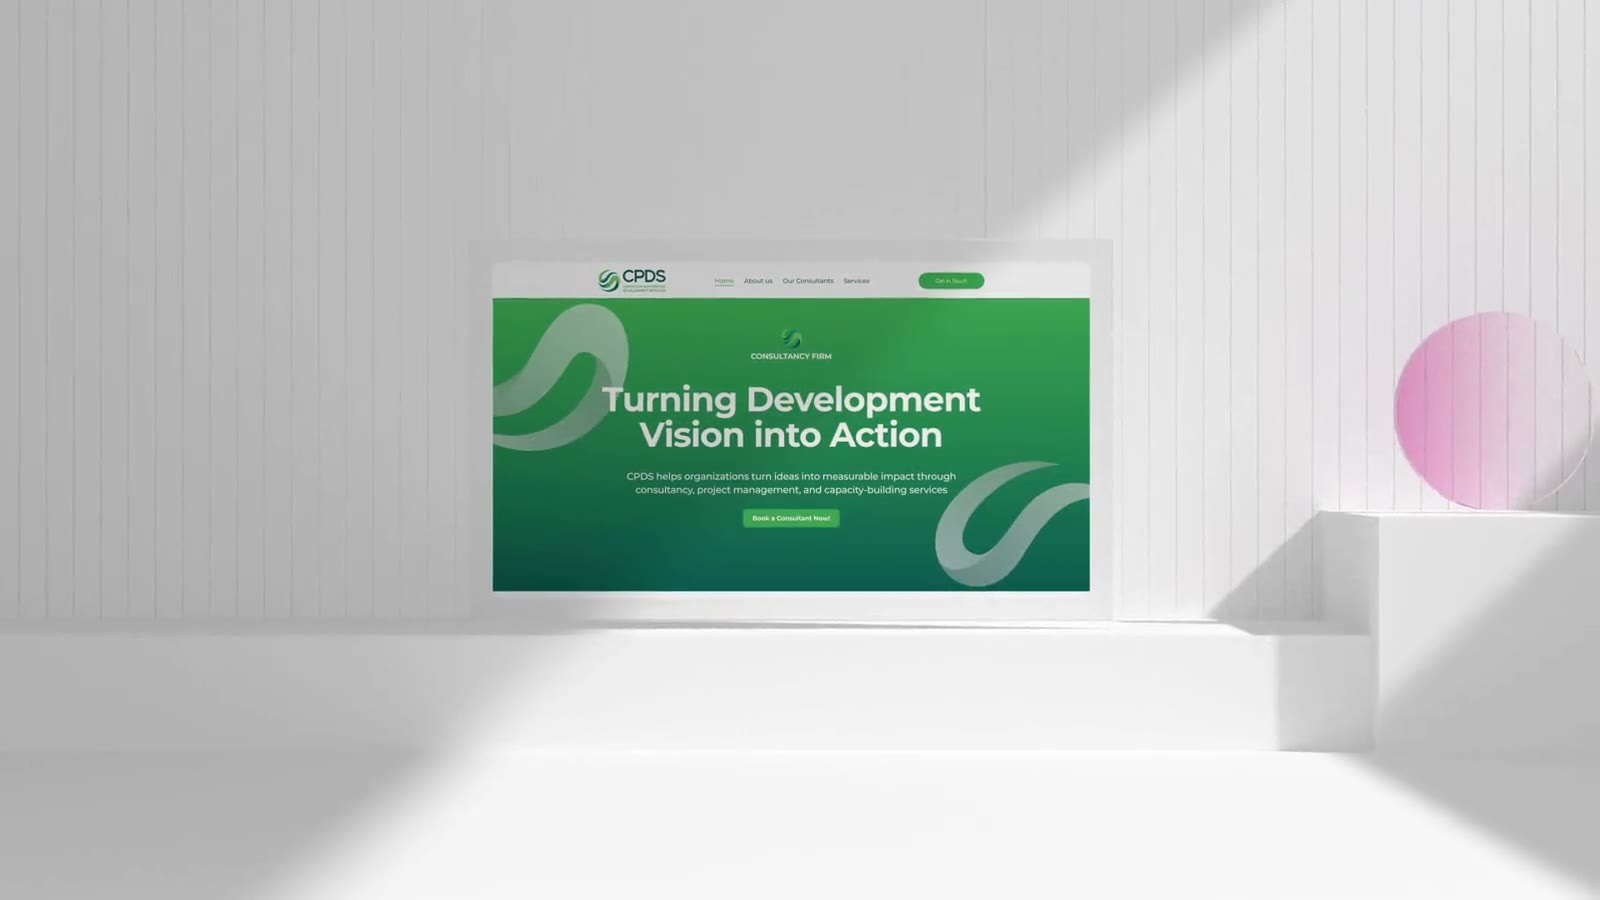 CPDS
Home
About us
Our Consultants
Services
Get in Touch
CONSULTANCY FIRM
Turning Development
Vision into Action
CPDS helps organizations turn ideas into measurable impact through
consultancy, project management, and capacity-building services
Book a Consultant Now!